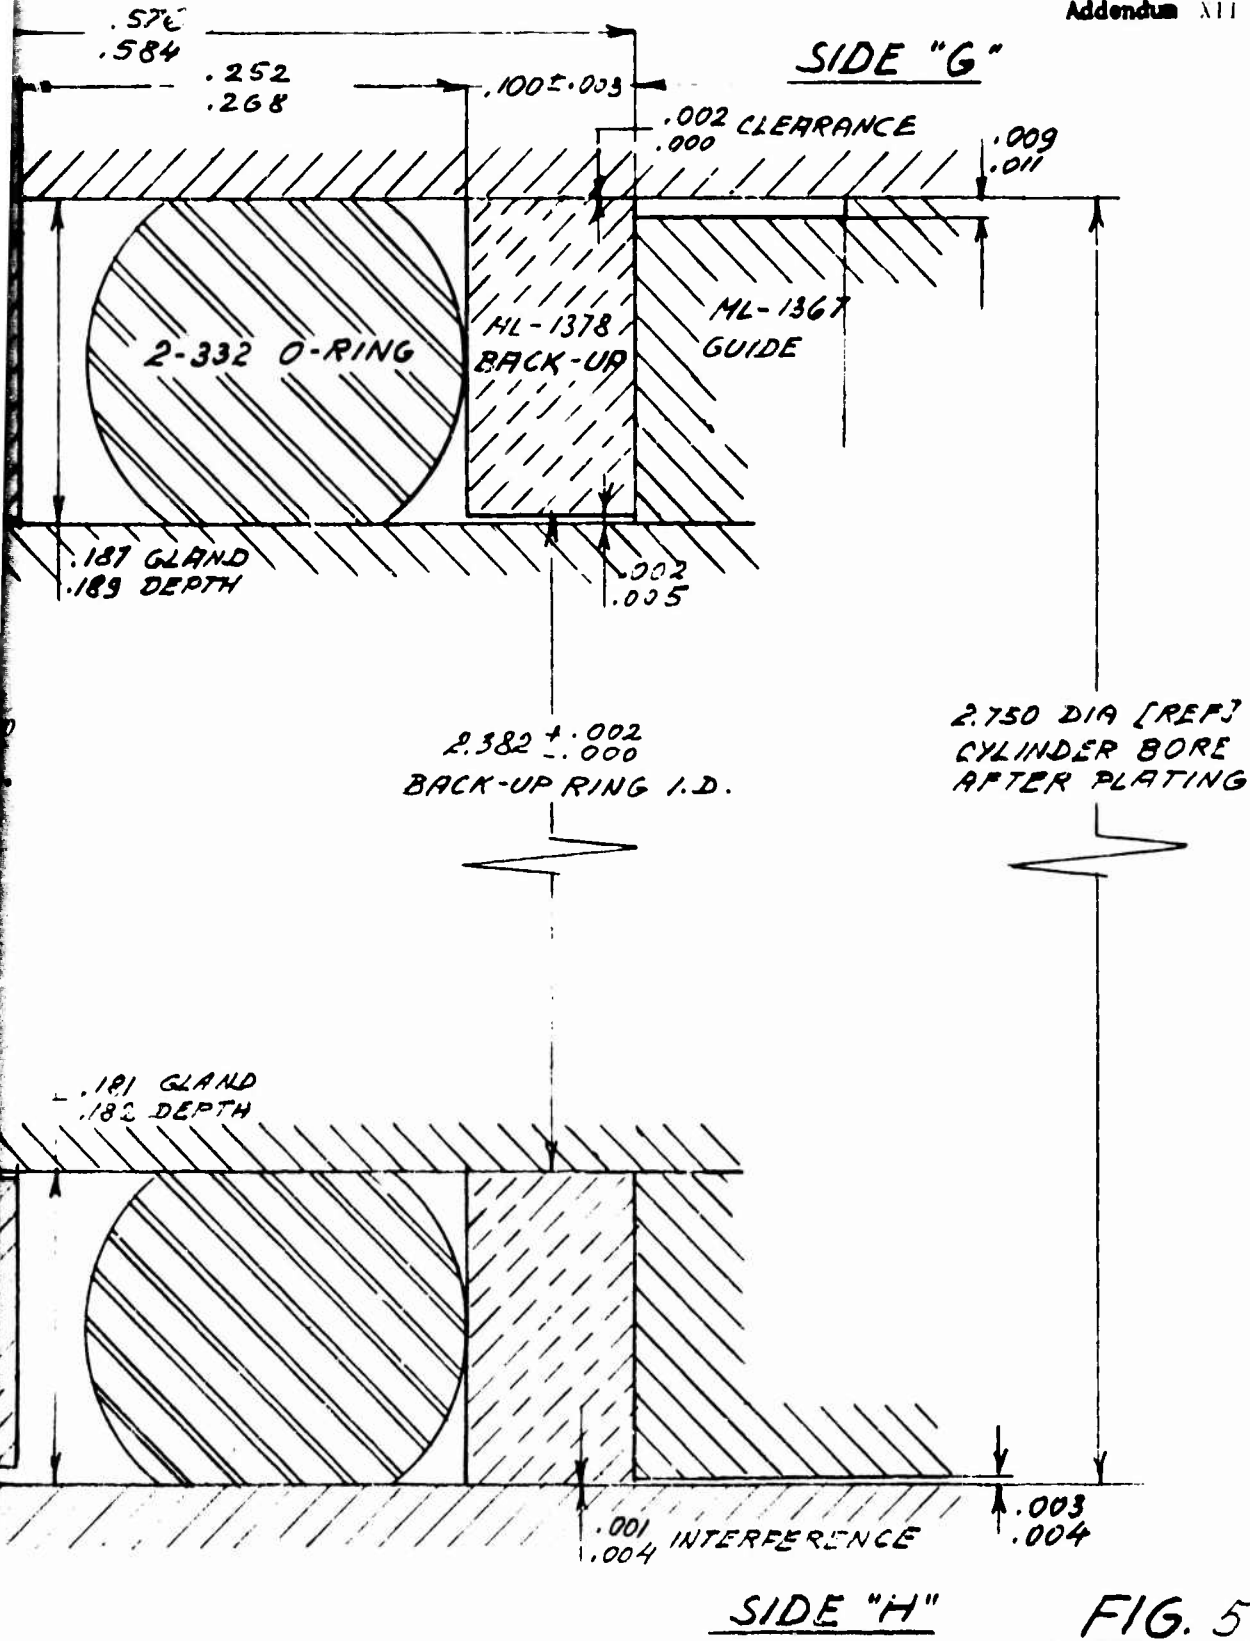 Addendum XII
.576
.584
SIDE "G"
.252
.268
.100±.003
.002 CLEARANCE
.000
.009
.011
2-332 O-RING
ML-1378
BACK-UP
ML-1367
GUIDE
.187 GLAND
.189 DEPTH
.002
.005
2.382 +.002
-.000
BACK-UP RING I.D.
2.750 DIA [REF]
CYLINDER BORE
AFTER PLATING
.181 GLAND
.182 DEPTH
.001 INTERFERENCE
.004
.003
.004
SIDE "H"
FIG. 5